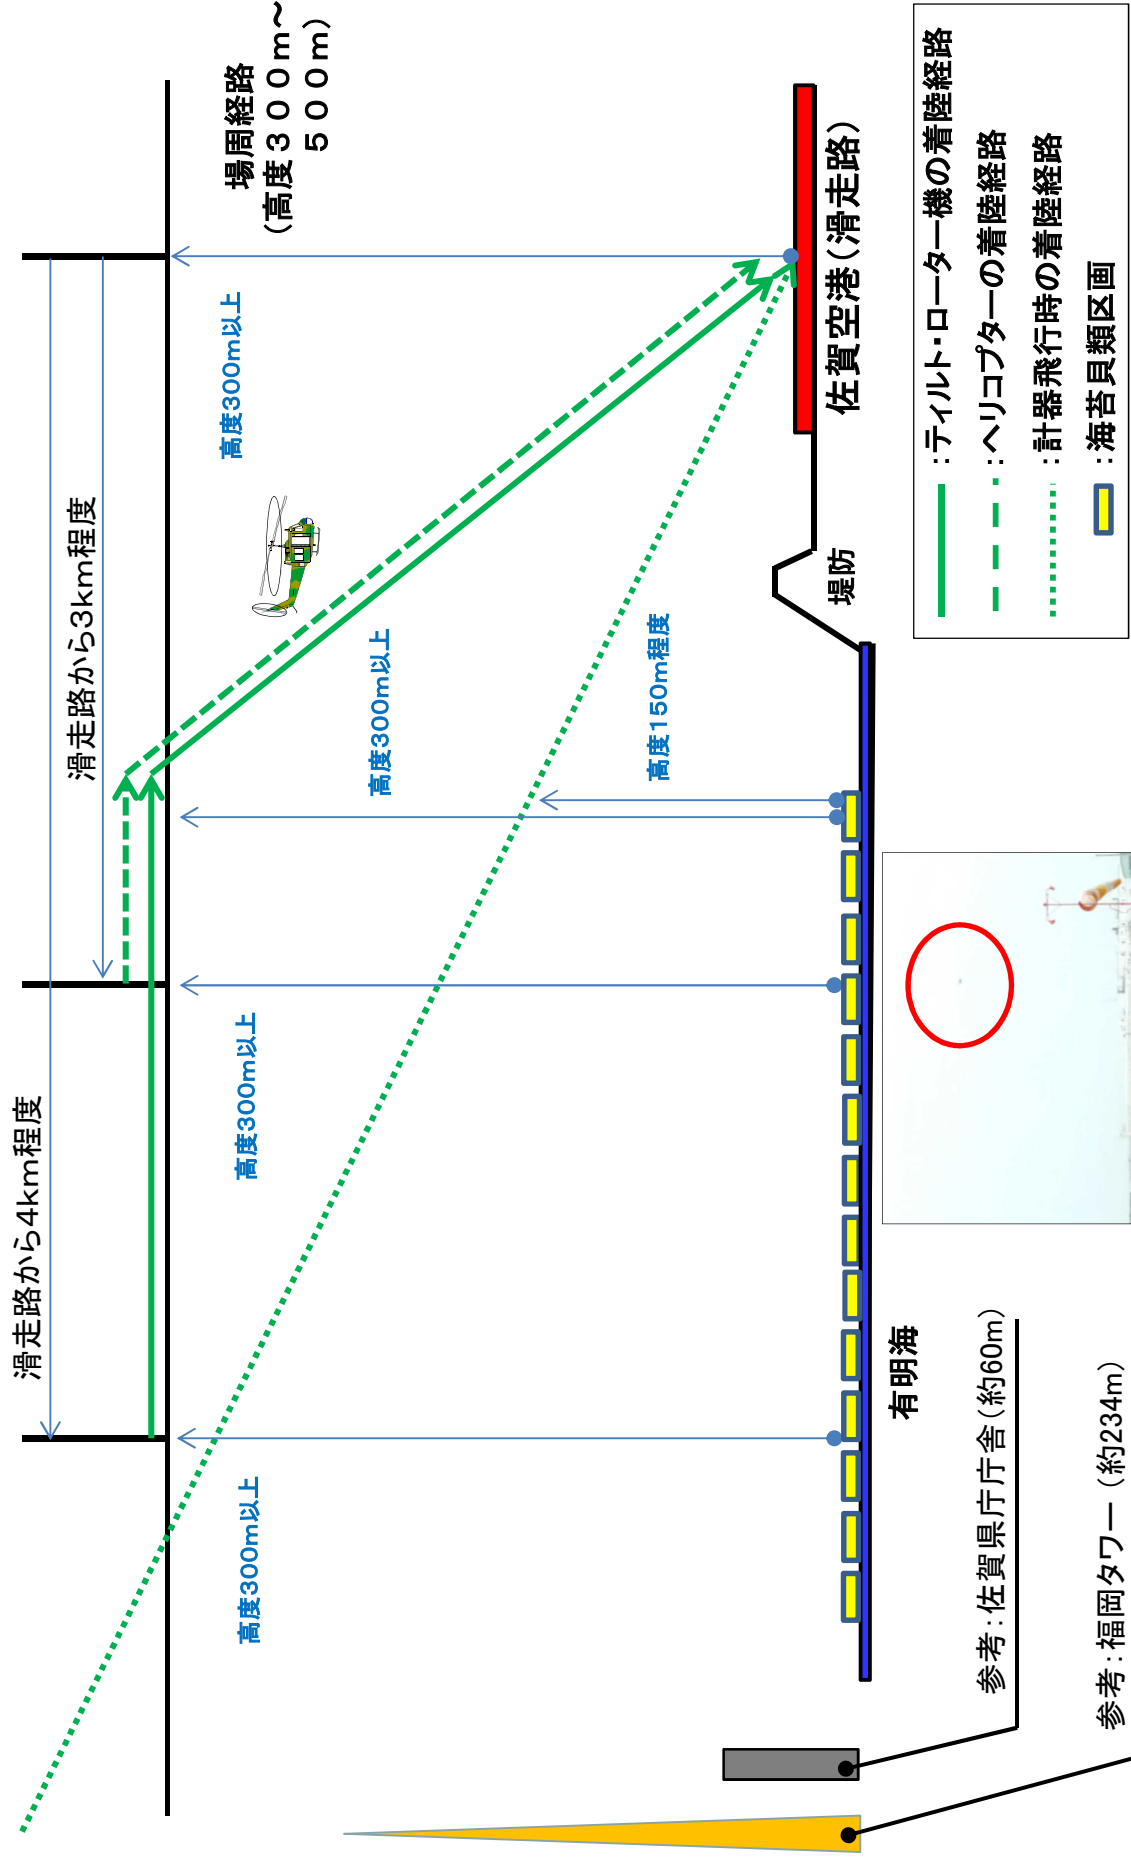 滑走路から4km程度
滑走路から3km程度
場周経路
(高度300m～
500m)
高度300m以上
高度300m以上
高度300m以上
高度300m以上
高度150m程度
佐賀空港(滑走路)
堤防
有明海
参考:佐賀県庁庁舎(約60m)
参考:福岡タワー(約234m)
:ティルト・ローター機の着陸経路
:ヘリコプターの着陸経路
:計器飛行時の着陸経路
:海苔貝類区画